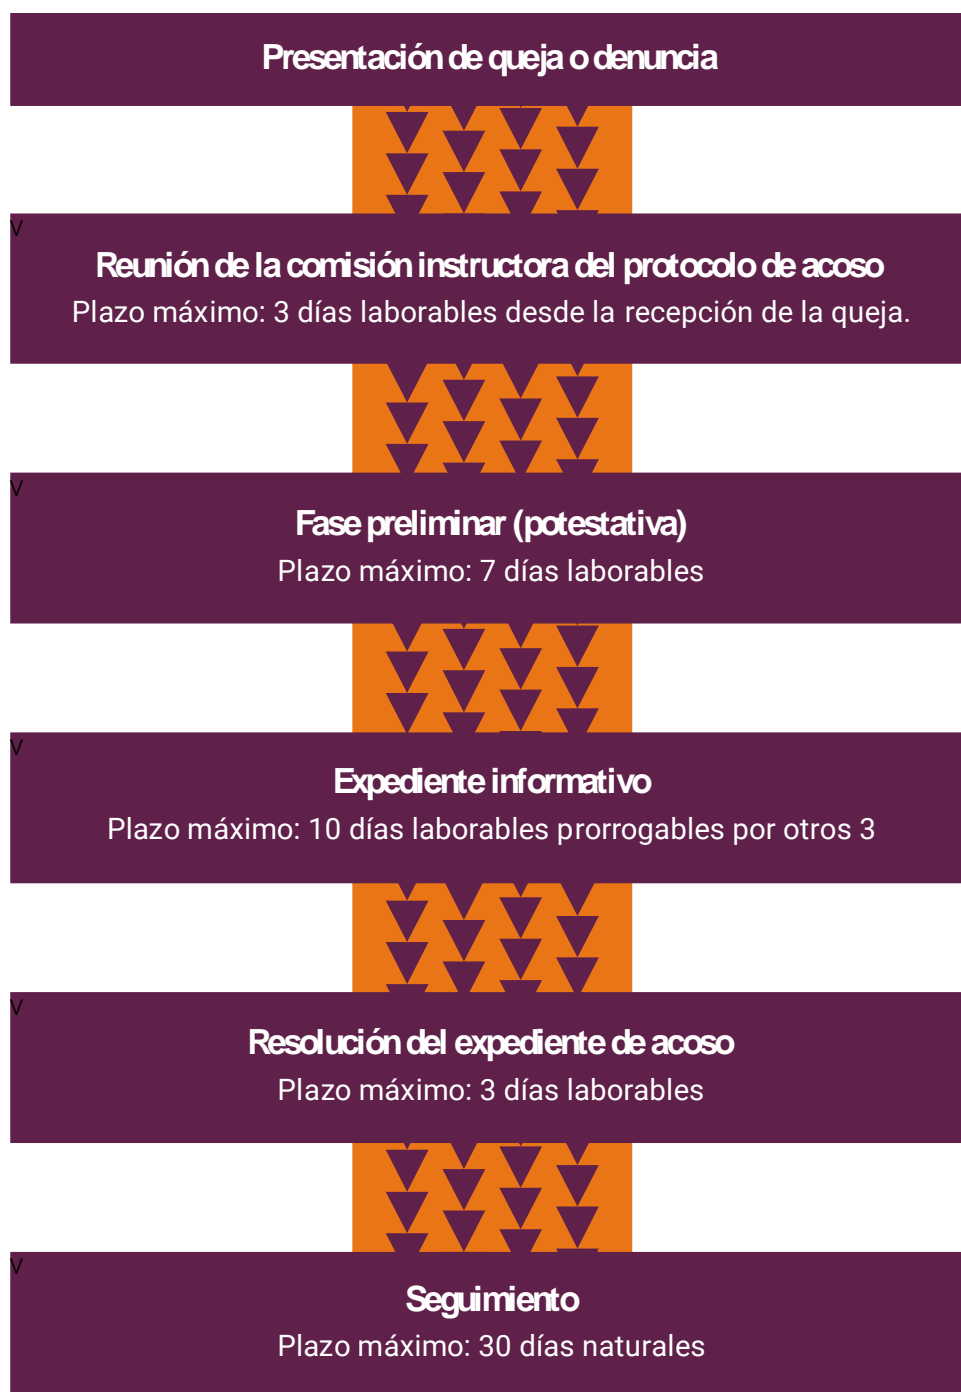 Presentación de queja o denuncia
V
Reunión de la comisión instructora del protocolo de acoso
Plazo máximo: 3 días laborables desde la recepción de la queja.
V
Fase preliminar (potestativa)
Plazo máximo: 7 días laborables
V
Expediente informativo
Plazo máximo: 10 días laborables prorrogables por otros 3
V
Resolución del expediente de acoso
Plazo máximo: 3 días laborables
V
Seguimiento
Plazo máximo: 30 días naturales